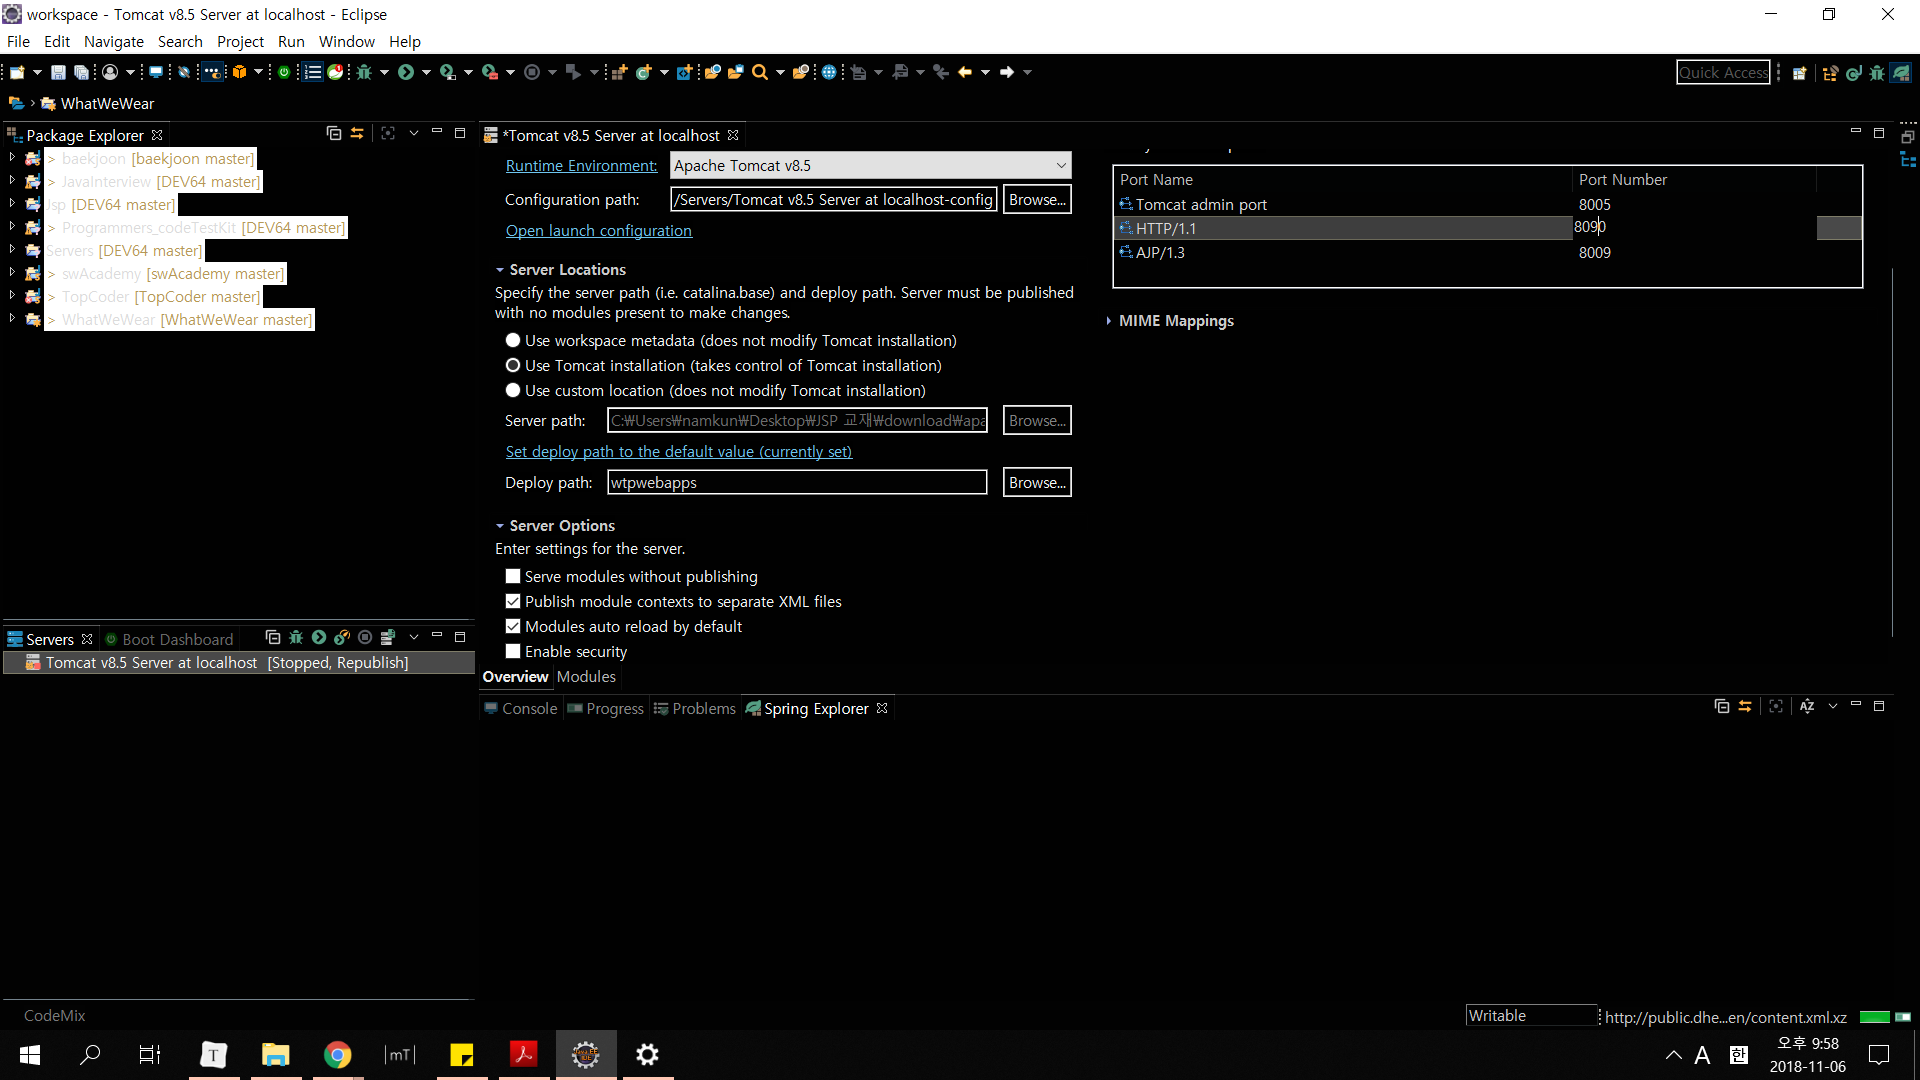 workspace - Tomcat v8.5 Server at localhost - Eclipse
File Edit Navigate Search Project Run Window Help
Quick Access
WhatWeWear
Package Explorer
> baekjoon [baekjoon master]
> JavaInterview [DEV64 master]
Jsp [DEV64 master]
> Programmers_codeTestKit [DEV64 master]
Servers [DEV64 master]
> swAcademy [swAcademy master]
> TopCoder [TopCoder master]
> WhatWeWear [WhatWeWear master]
Servers Boot Dashboard
Tomcat v8.5 Server at localhost [Stopped, Republish]
*Tomcat v8.5 Server at localhost
Runtime Environment: Apache Tomcat v8.5
Configuration path: /Servers/Tomcat v8.5 Server at localhost-config Browse...
Open launch configuration
Server Locations
Specify the server path (i.e. catalina.base) and deploy path. Server must be published
with no modules present to make changes.
Use workspace metadata (does not modify Tomcat installation)
Use Tomcat installation (takes control of Tomcat installation)
Use custom location (does not modify Tomcat installation)
Server path: C:₩Users₩namkun₩Desktop₩JSP 교재₩download₩apa Browse...
Set deploy path to the default value (currently set)
Deploy path: wtpwebapps Browse...
Server Options
Enter settings for the server.
Serve modules without publishing
Publish module contexts to separate XML files
Modules auto reload by default
Enable security
Overview Modules
Port Name Port Number
Tomcat admin port 8005
HTTP/1.1 8090
AJP/1.3 8009
MIME Mappings
Console Progress Problems Spring Explorer
CodeMix
Writable http://public.dhe...en/content.xml.xz
T mT A 한
오후 9:58
2018-11-06